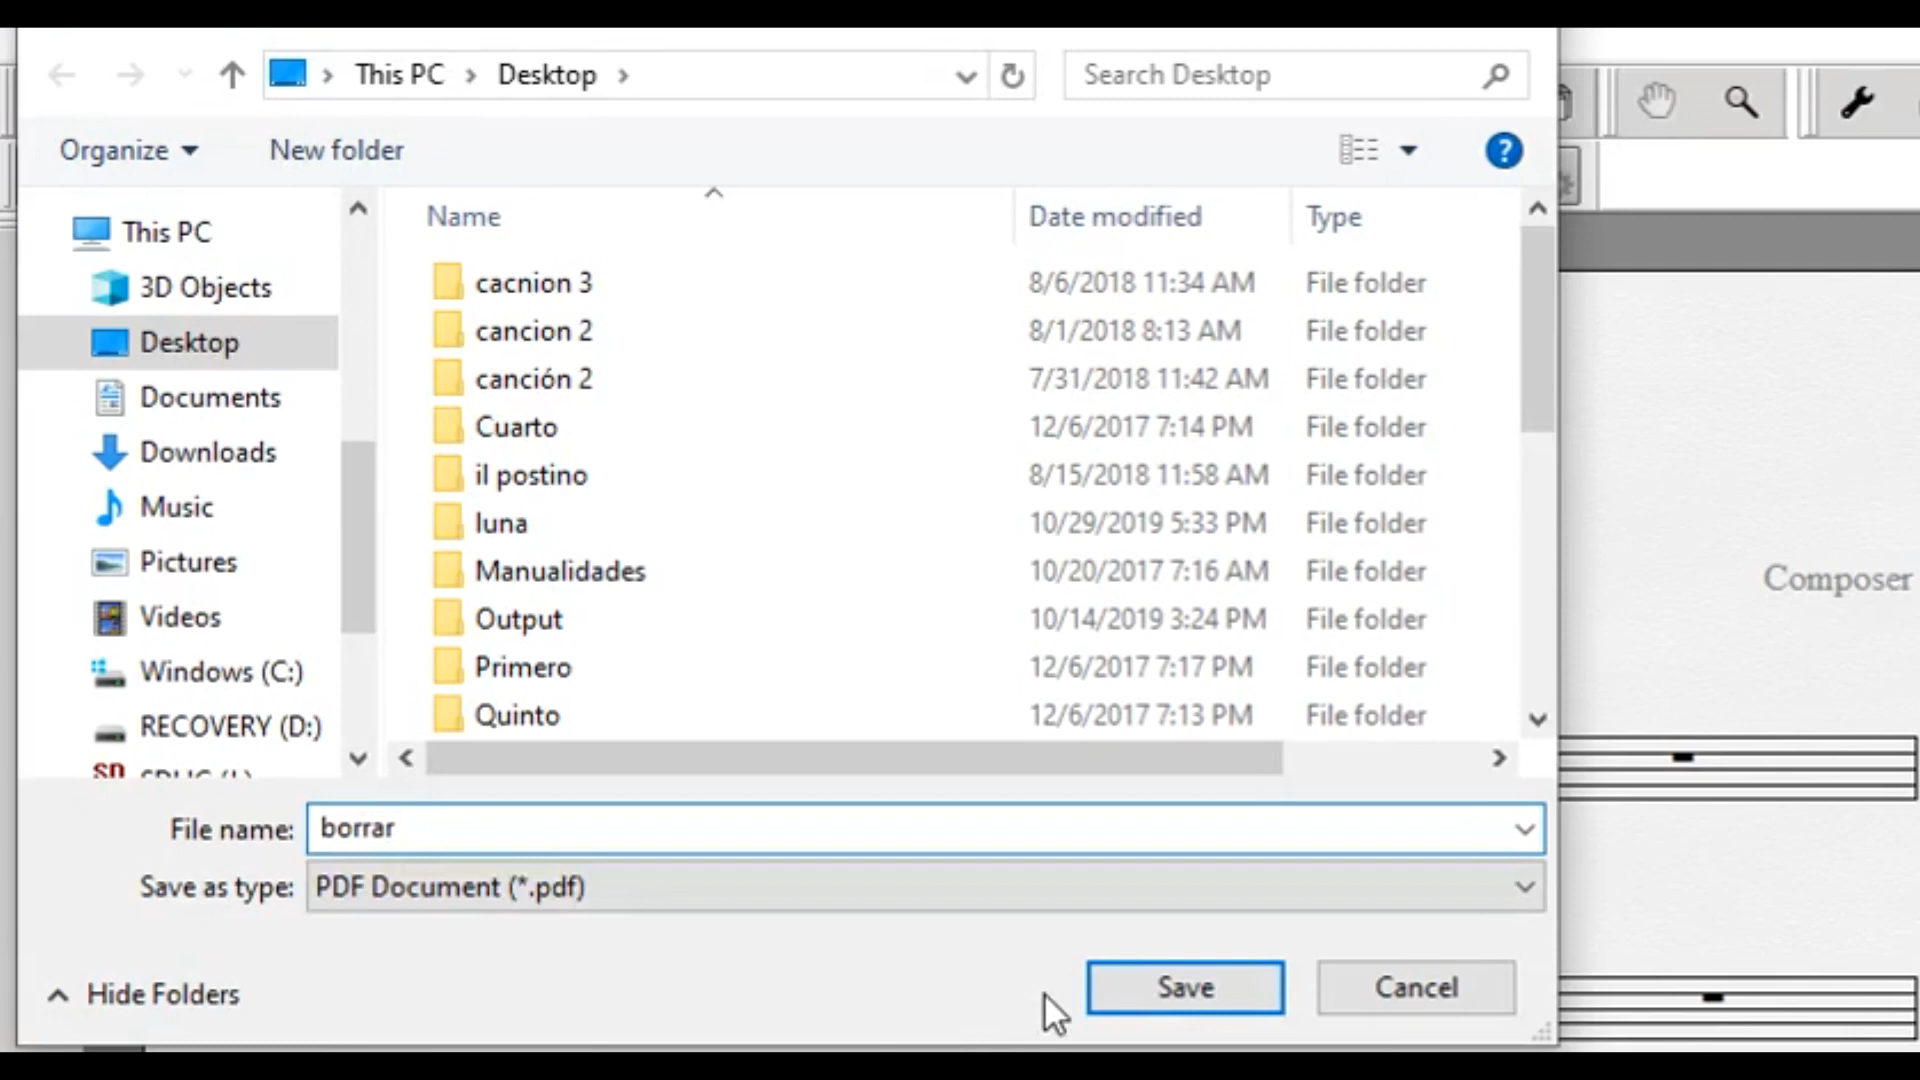 This PC > Desktop >
Search Desktop
Organize
New folder
?
Name
Date modified
Type
This PC
3D Objects
Desktop
Documents
Downloads
Music
Pictures
Videos
Windows (C:)
RECOVERY (D:)
cacnion 3 8/6/2018 11:34 AM File folder
cancion 2 8/1/2018 8:13 AM File folder
canción 2 7/31/2018 11:42 AM File folder
Cuarto 12/6/2017 7:14 PM File folder
il postino 8/15/2018 11:58 AM File folder
luna 10/29/2019 5:33 PM File folder
Manualidades 10/20/2017 7:16 AM File folder
Output 10/14/2019 3:24 PM File folder
Primero 12/6/2017 7:17 PM File folder
Quinto 12/6/2017 7:13 PM File folder
Composer
File name: borrar
Save as type: PDF Document (*.pdf)
Hide Folders
Save
Cancel